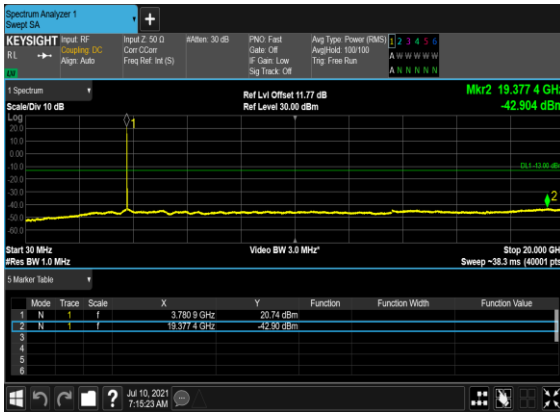 Spectrum Analyzer 1
Swept SA
+
KEYSIGHT Input: RF Input Z: 50 Ω #Atten: 30 dB PNO: Fast Avg Type: Power (RMS) 1 2 3 4 5 6
RL Coupling: DC Corr CCorr Gate: Off Avg|Hold: 100/100 A W W W W W
Align: Auto Freq Ref: Int (S) IF Gain: Low Trig: Free Run
LXI Sig Track: Off A N N N N N
1 Spectrum Ref Lvl Offset 11.77 dB Mkr2 19.377 4 GHz
Scale/Div 10 dB Ref Level 30.00 dBm -42.904 dBm
Log
20.0
10.0
0.00
-10.0
-20.0
-30.0
-40.0
-50.0
-60.0
1
DL1 -13.00 dBm
2
Start 30 MHz Video BW 3.0 MHz* Stop 20.000 GHz
#Res BW 1.0 MHz Sweep ~38.3 ms (40001 pts)
5 Marker Table
Mode Trace Scale X Y Function Function Width Function Value
1 N 1 f 3.780 9 GHz 20.74 dBm
2 N 1 f 19.377 4 GHz -42.90 dBm
3
4
5
6
? Jul 10, 2021
7:15:23 AM